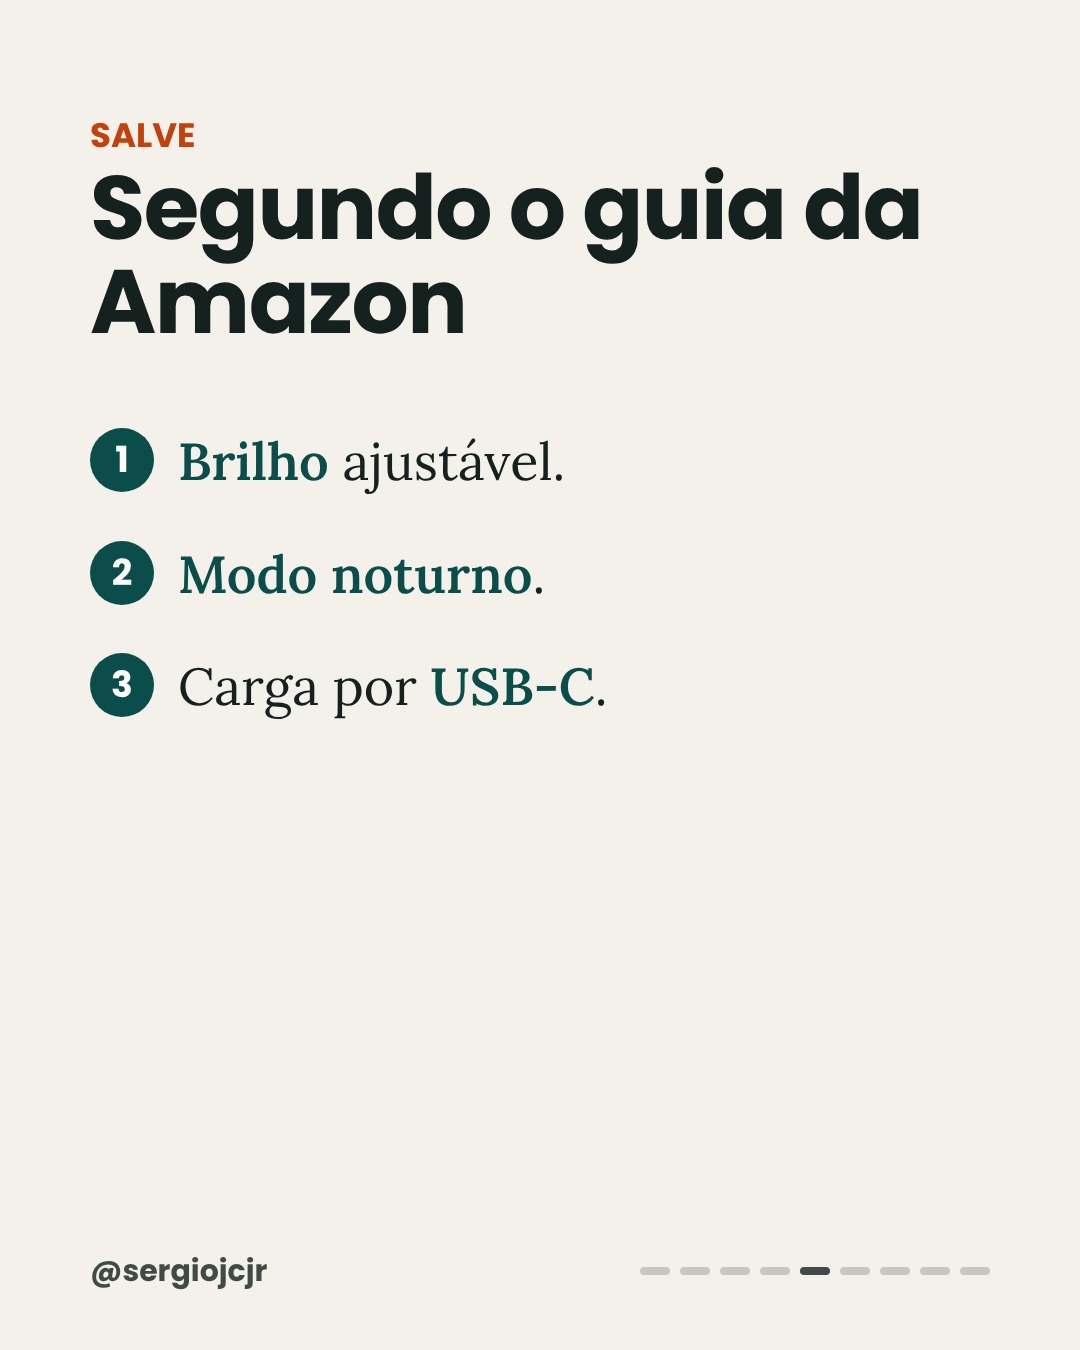 SALVE
Segundo o guia da
Amazon
1 Brilho ajustável.
2 Modo noturno.
3 Carga por USB-C.
@sergiojcjr